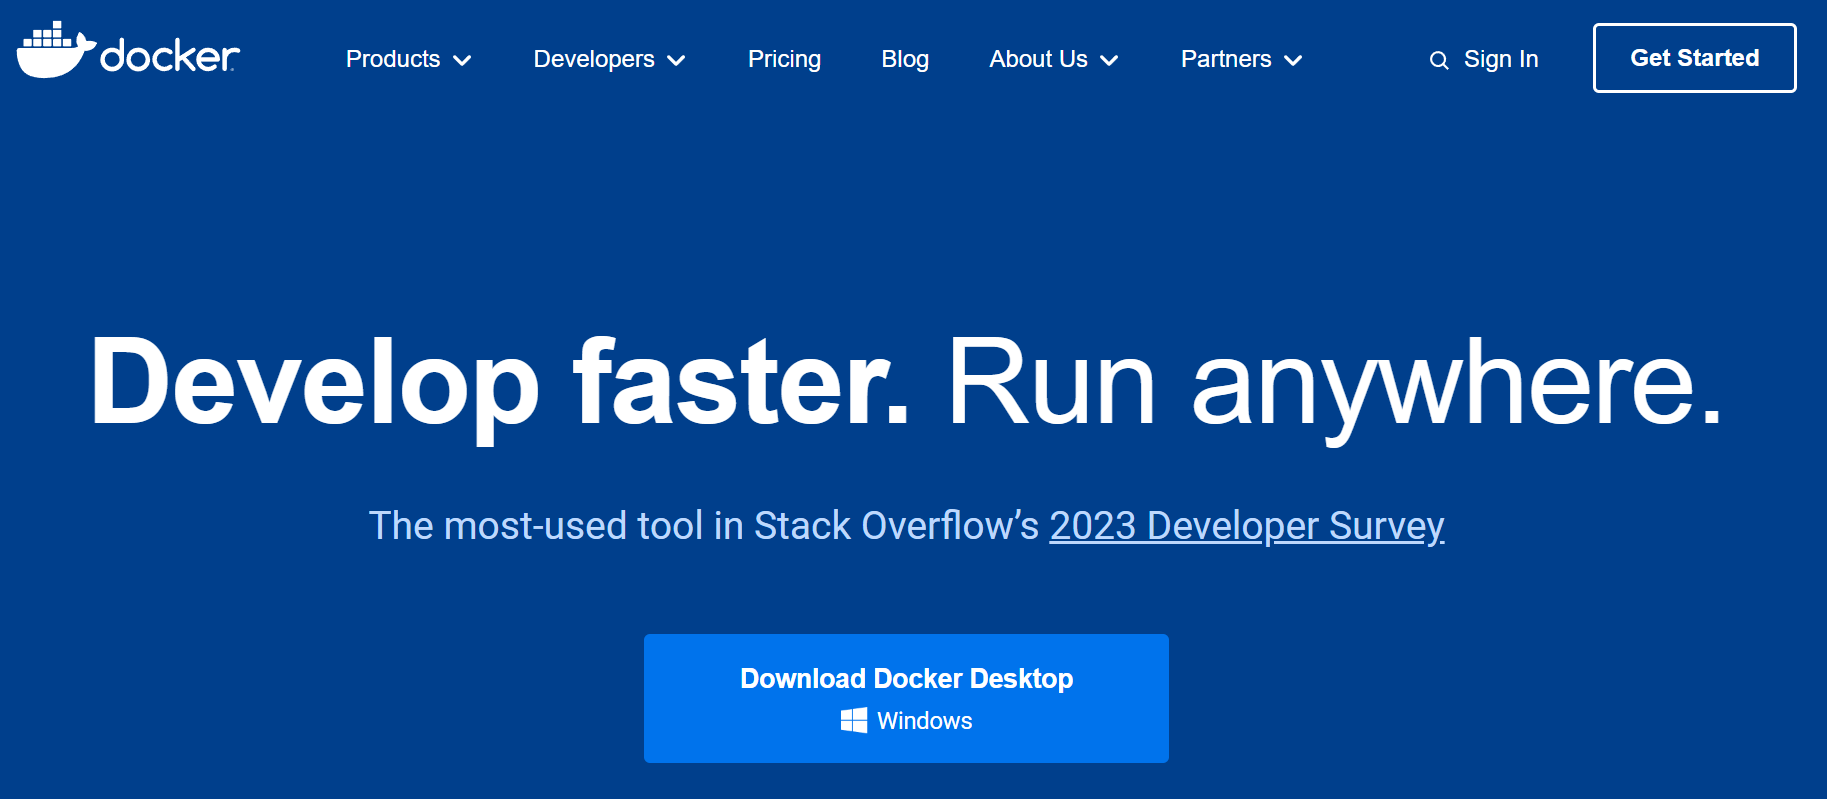 docker
Products Developers Pricing Blog About Us Partners Sign In Get Started
Develop faster. Run anywhere.
The most-used tool in Stack Overflow’s 2023 Developer Survey
Download Docker Desktop
Windows